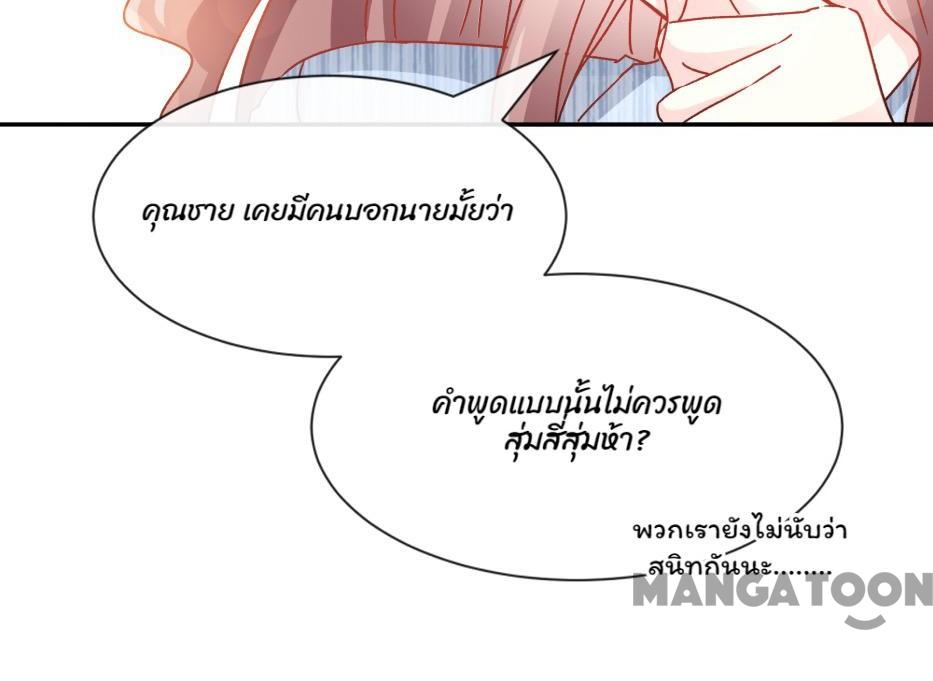 คุณชาย เคยมีคนบอกนายมั้ยว่า
คำพูดแบบนั้นไม่ควรพูด
สุ่มสี่สุ่มห้า?
พวกเรายังไม่นับว่า
สนิทกันนะ........
MANGATOON